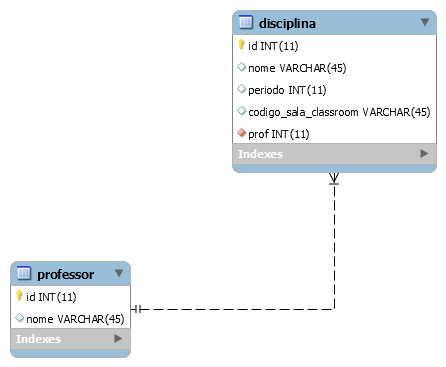 disciplina
id INT(11)
nome VARCHAR(45)
periodo INT(11)
codigo_sala_classroom VARCHAR(45)
prof INT(11)
Indexes
professor
id INT(11)
nome VARCHAR(45)
Indexes